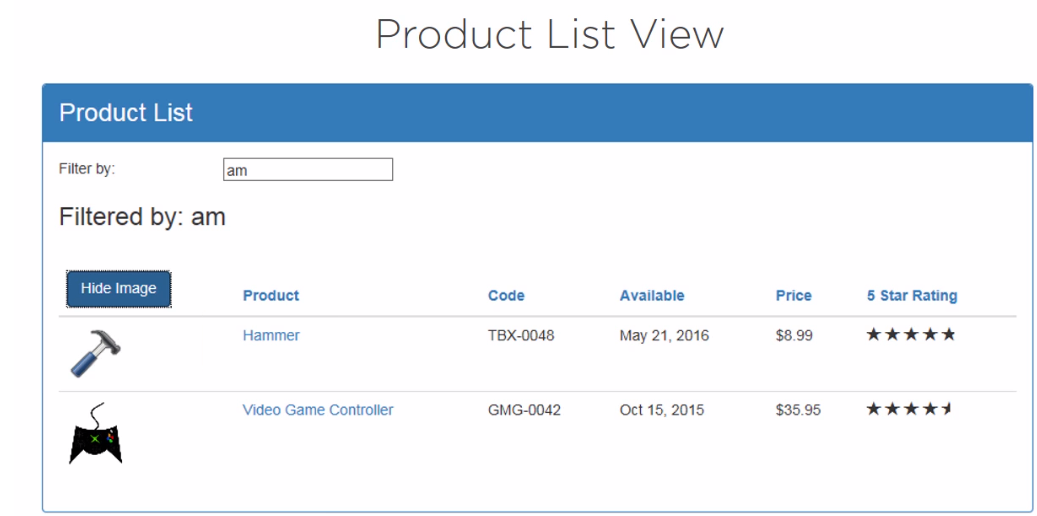 Product List View
Product List
Filter by: am
Filtered by: am
Hide Image Product Code Available Price 5 Star Rating
Hammer TBX-0048 May 21, 2016 $8.99
Video Game Controller GMG-0042 Oct 15, 2015 $35.95